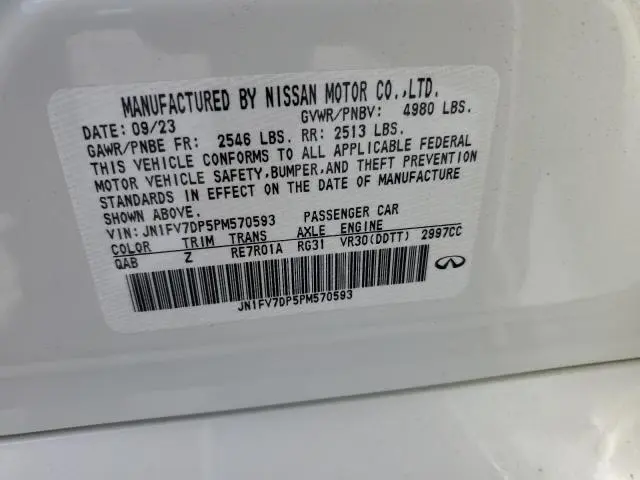 MANUFACTURED BY NISSAN MOTOR CO.,LTD.
DATE: 09/23 GVWR/PNBV: 4980 LBS.
GAWR/PNBE FR: 2546 LBS. RR: 2513 LBS.
THIS VEHICLE CONFORMS TO ALL APPLICABLE FEDERAL
MOTOR VEHICLE SAFETY,BUMPER,AND THEFT PREVENTION
STANDARDS IN EFFECT ON THE DATE OF MANUFACTURE
SHOWN ABOVE.
VIN: JN1FV7DP5PM570593 PASSENGER CAR
COLOR TRIM TRANS AXLE ENGINE
QAB Z RE7R01A RG31 VR30(DDTT) 2997CC
JN1FV7DP5PM570593